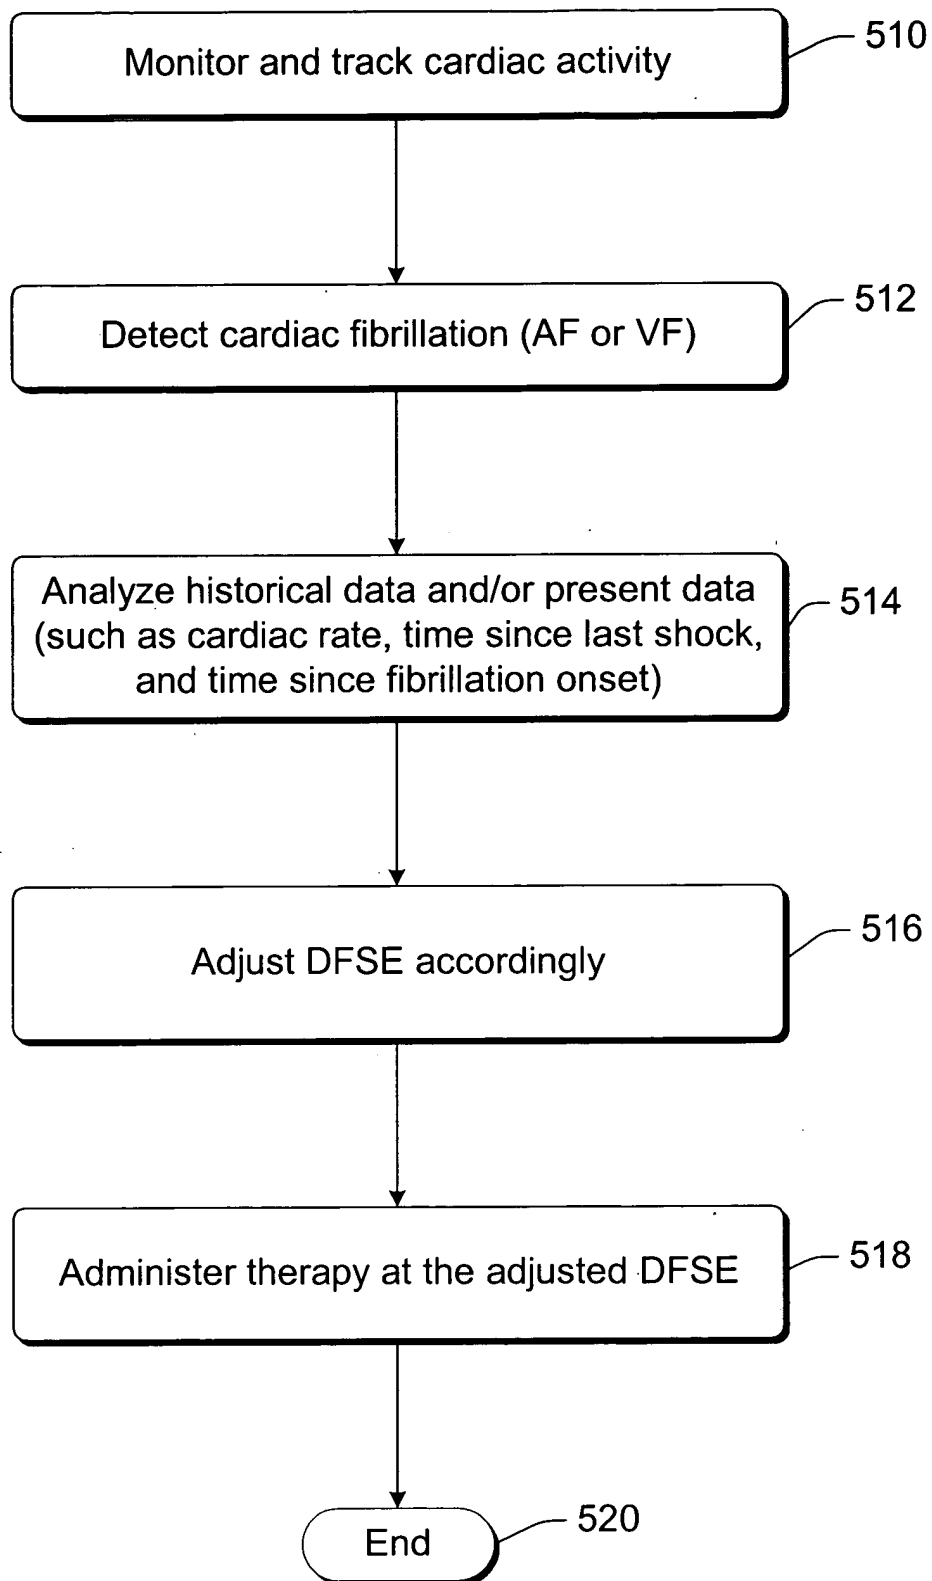 Monitor and track cardiac activity
510
Detect cardiac fibrillation (AF or VF)
512
Analyze historical data and/or present data
(such as cardiac rate, time since last shock,
and time since fibrillation onset)
514
Adjust DFSE accordingly
516
Administer therapy at the adjusted DFSE
518
End
520